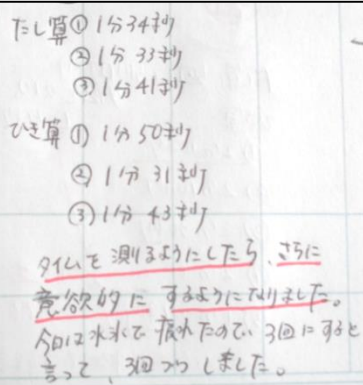 たし算 ① 1分34秒
② 1分33秒
③ 1分41秒
ひき算 ① 1分50秒
② 1分31秒
③ 1分43秒
タイムを測るようにしたら、さらに
意欲的にするようになりました。
今日は水泳で疲れたので、3回にすると
言って、3回づつしました。